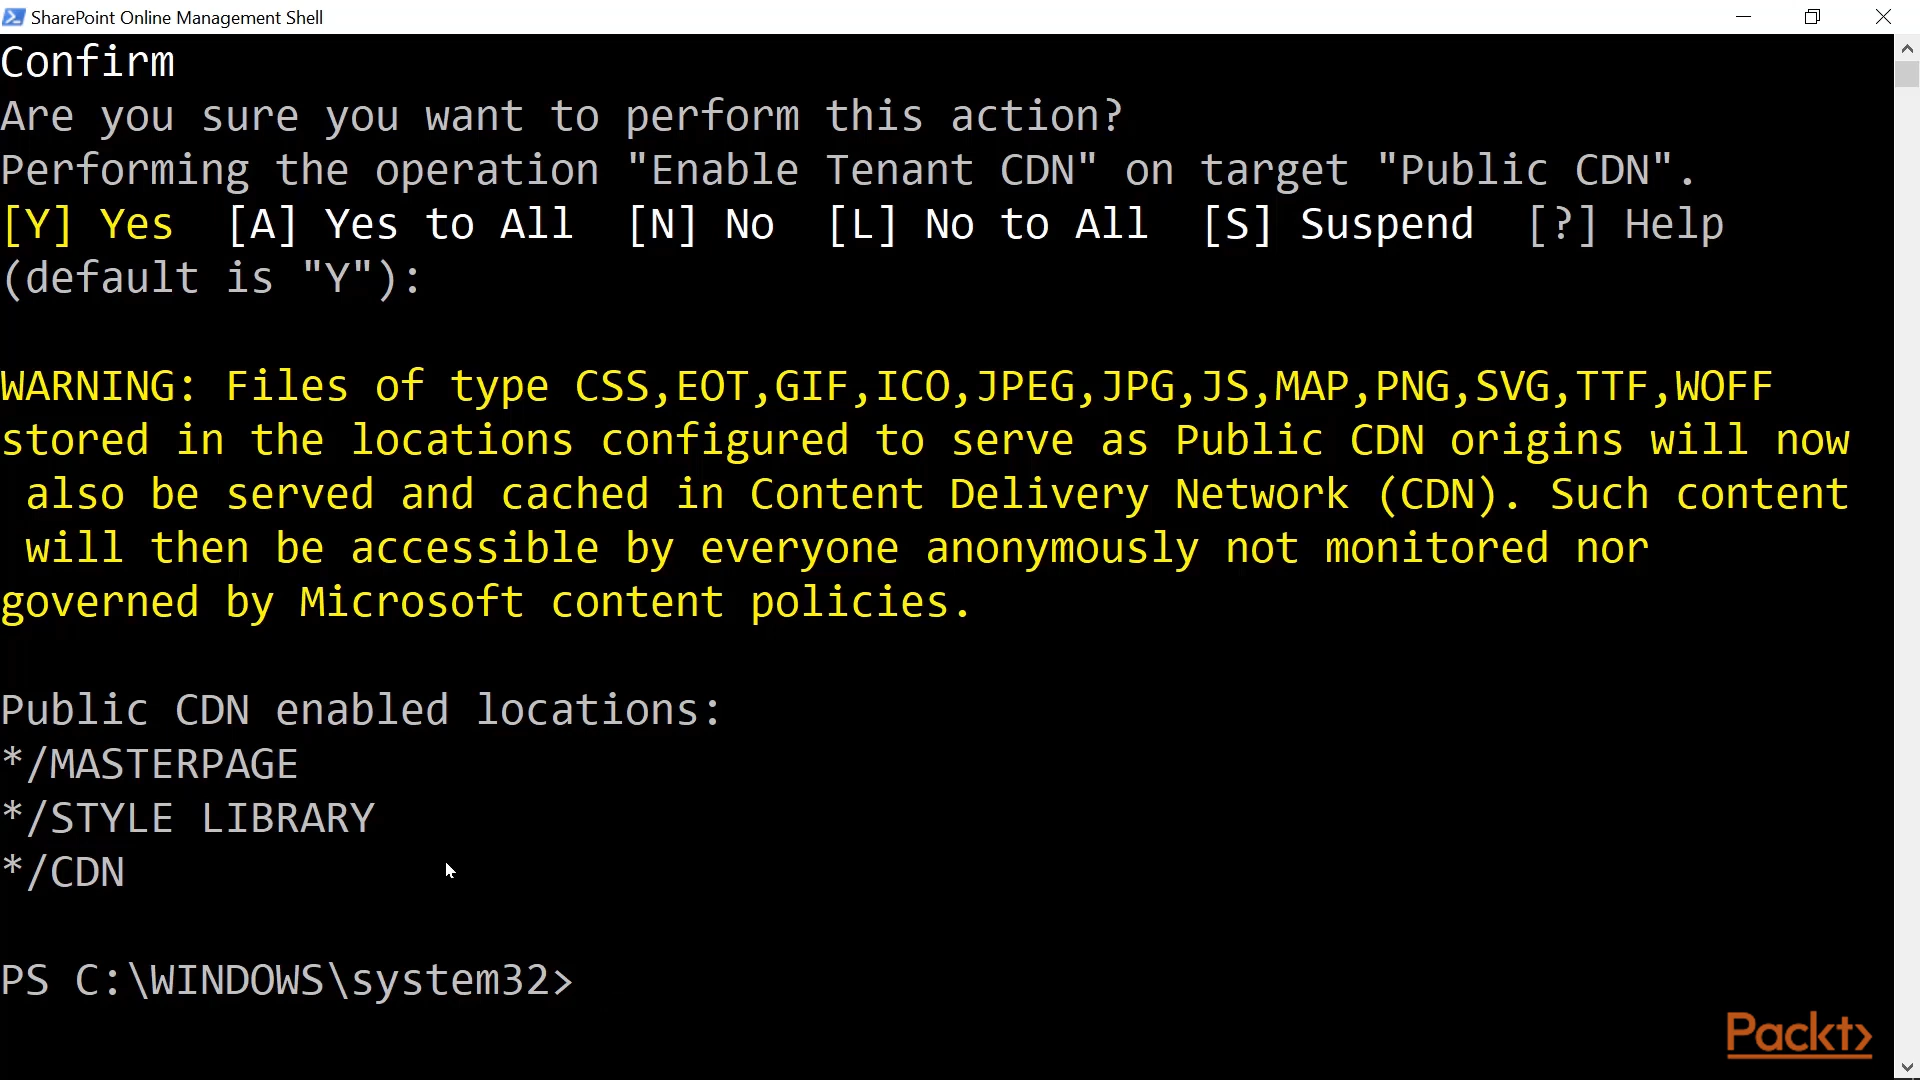 SharePoint Online Management Shell
Confirm
Are you sure you want to perform this action?
Performing the operation "Enable Tenant CDN" on target "Public CDN".
[Y] Yes  [A] Yes to All  [N] No  [L] No to All  [S] Suspend  [?] Help
(default is "Y"):
WARNING: Files of type CSS,EOT,GIF,ICO,JPEG,JPG,JS,MAP,PNG,SVG,TTF,WOFF
stored in the locations configured to serve as Public CDN origins will now
also be served and cached in Content Delivery Network (CDN). Such content
will then be accessible by everyone anonymously not monitored nor
governed by Microsoft content policies.
Public CDN enabled locations:
*/MASTERPAGE
*/STYLE LIBRARY
*/CDN
PS C:\WINDOWS\system32>
Packt>